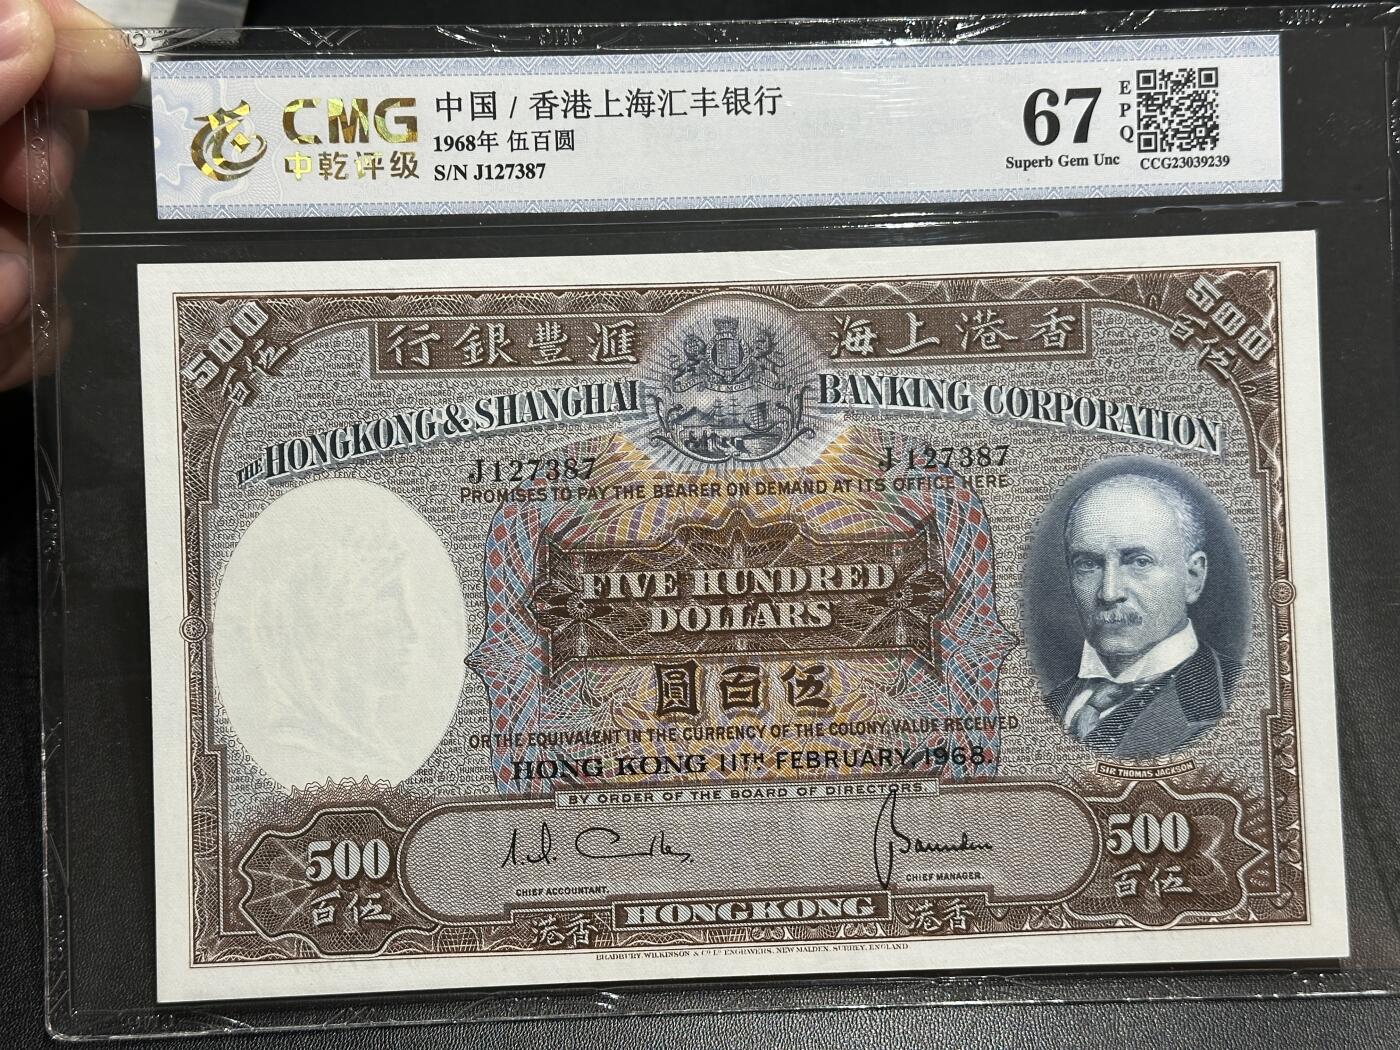 CMG
中乾评级
中国 / 香港上海汇丰银行
1968年 伍百圆
S/N J127387
67
EPQ
Superb Gem Unc
CCG23039239
500
伍百
行銀豐滙 海上港香
500
伍百
THE HONGKONG & SHANGHAI BANKING CORPORATION
J127387 J127387
PROMISES TO PAY THE BEARER ON DEMAND AT ITS OFFICE HERE
FIVE HUNDRED
DOLLARS
圓百伍
OR THE EQUIVALENT IN THE CURRENCY OF THE COLONY, VALUE RECEIVED
HONG KONG 11TH FEBRUARY, 1968.
SIR THOMAS JACKSON
BY ORDER OF THE BOARD OF DIRECTORS,
CHIEF ACCOUNTANT.
CHIEF MANAGER.
500
百伍
500
百伍
港香 HONGKONG 港香
BRADBURY, WILKINSON & Co. Ld. ENGRAVERS, NEW MALDEN, SURREY, ENGLAND